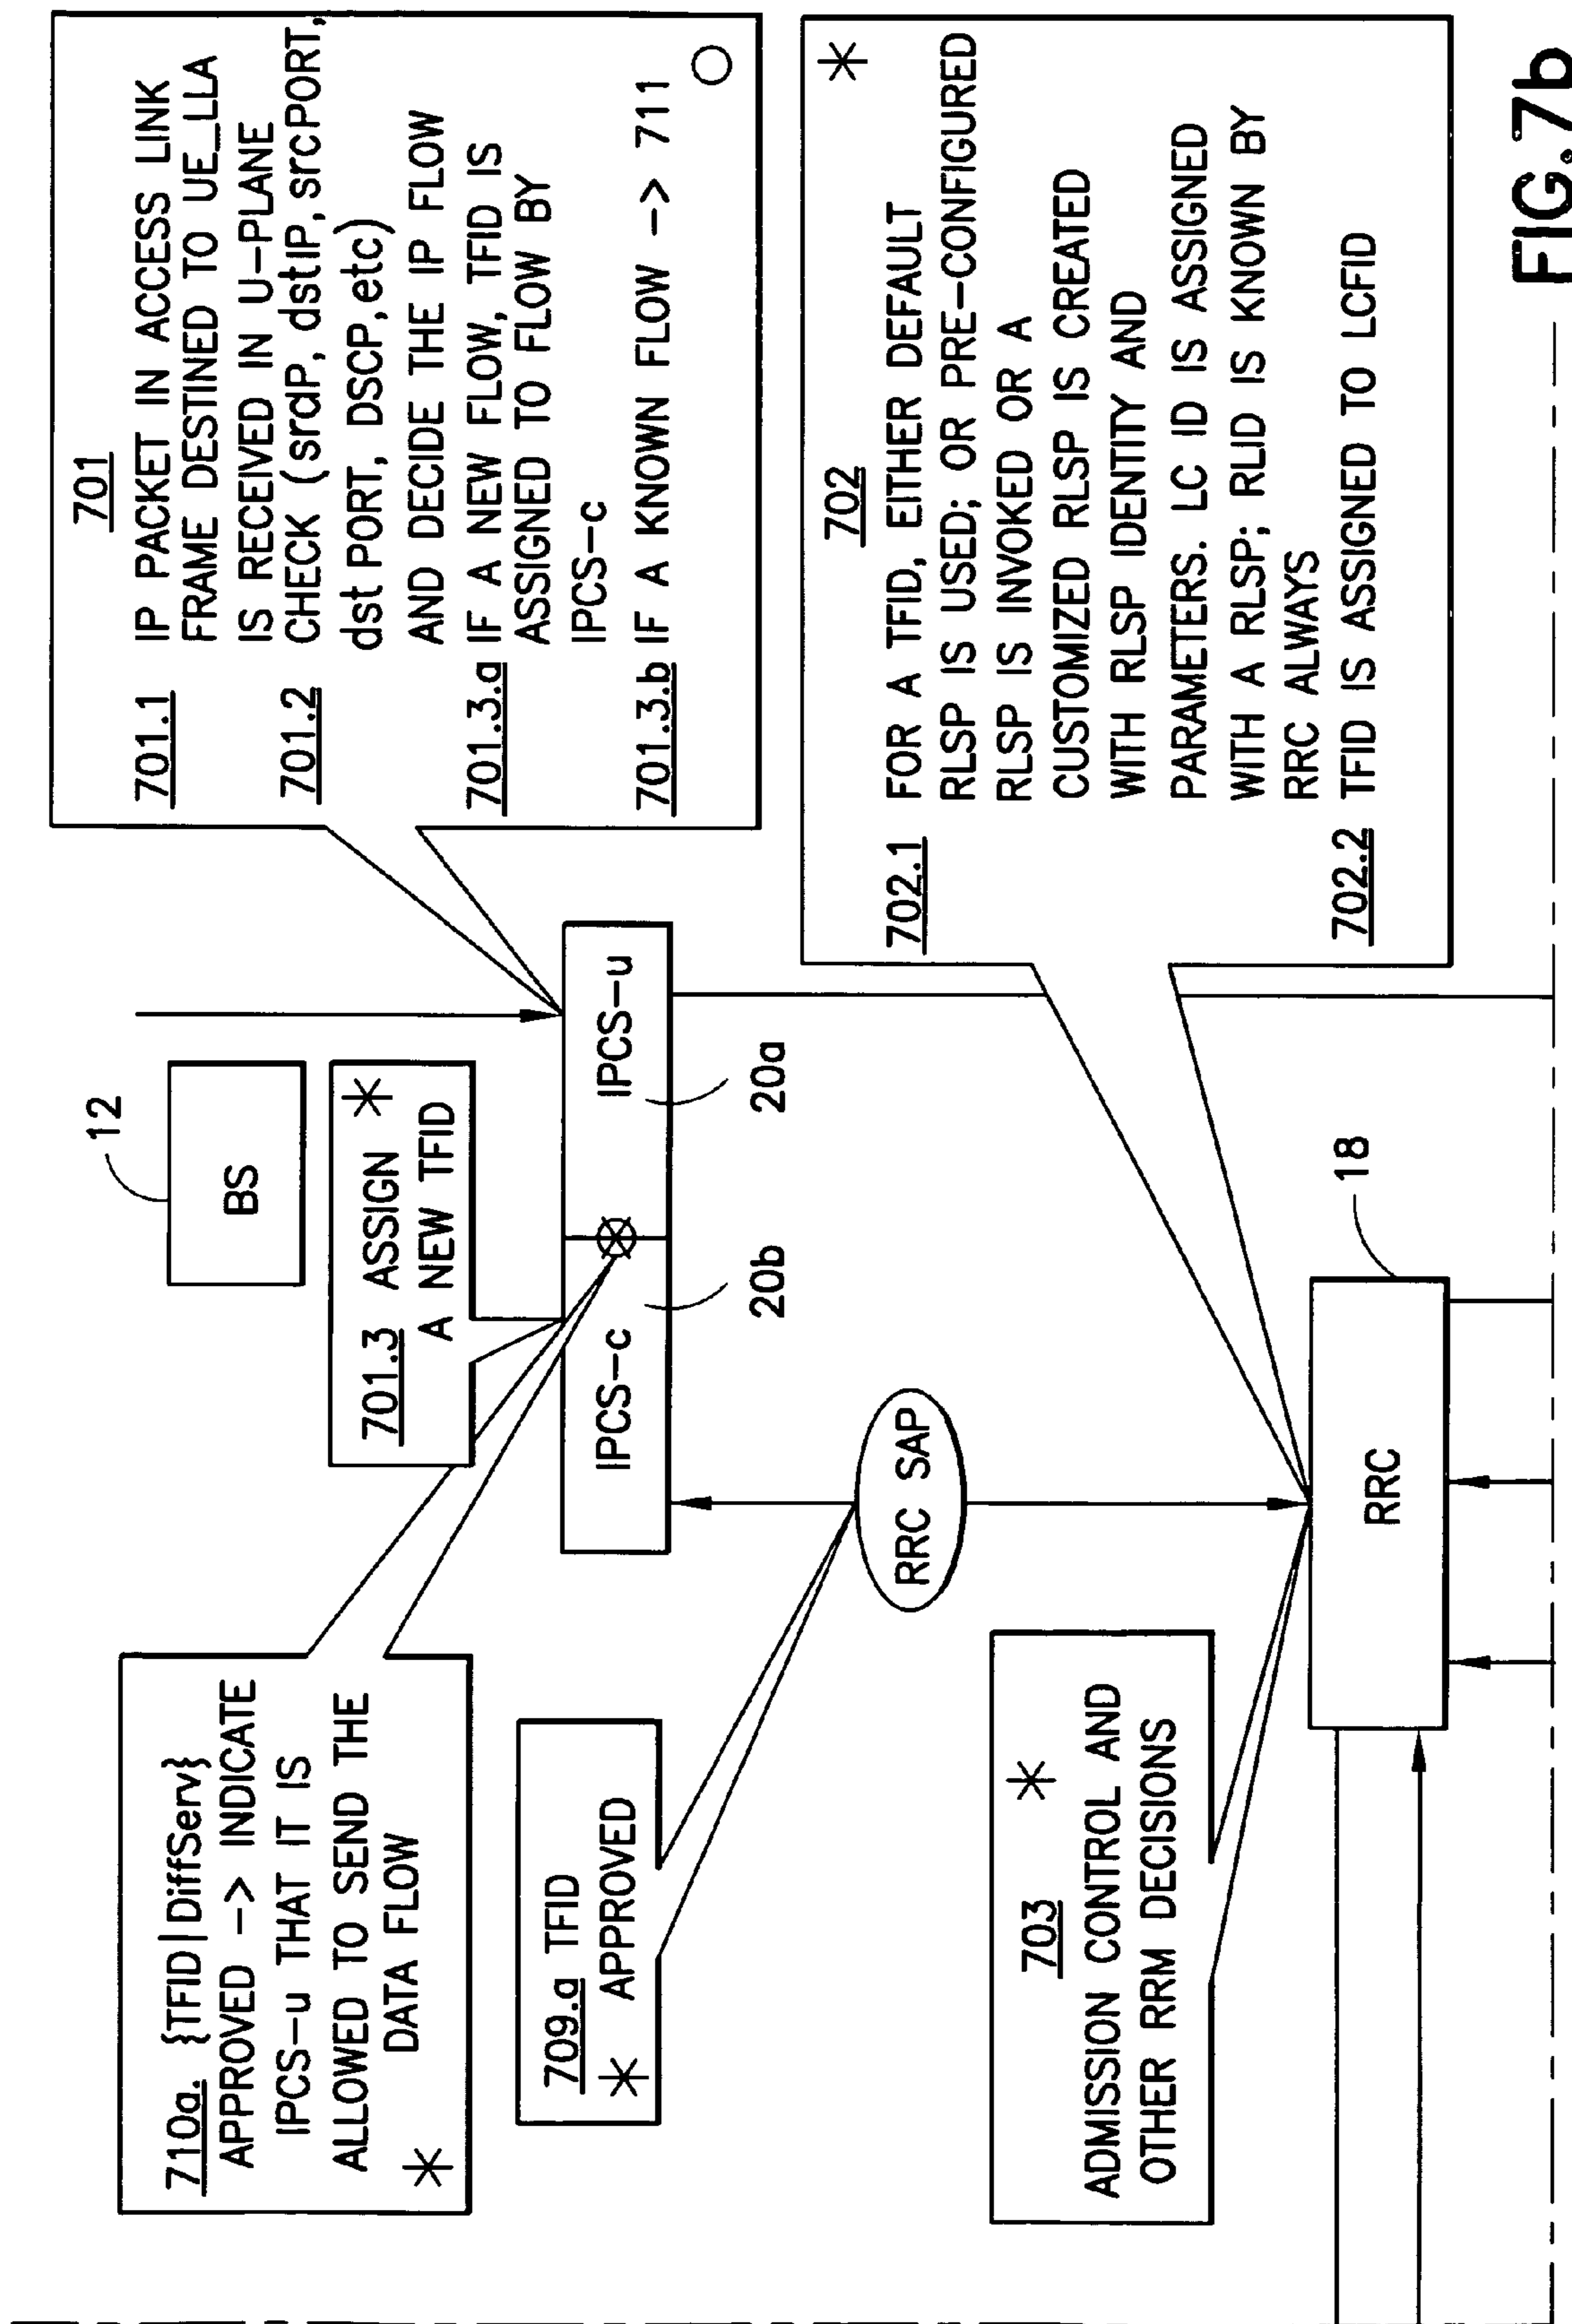 12
BS
710a. {TFID|DiffServ}
APPROVED -> INDICATE
IPCS-u THAT IT IS
ALLOWED TO SEND THE
DATA FLOW
*
701.3 ASSIGN *
A NEW TFID
701
701.1 IP PACKET IN ACCESS LINK
FRAME DESTINED TO UE_LLA
IS RECEIVED IN U-PLANE
701.2 CHECK (srcIP, dstIP, srcPORT,
dst PORT, DSCP, etc)
AND DECIDE THE IP FLOW
701.3.a IF A NEW FLOW, TFID IS
ASSIGNED TO FLOW BY
IPCS-c
701.3.b IF A KNOWN FLOW -> 711
IPCS-c
IPCS-u
20b
20a
709.a TFID
* APPROVED
RRC SAP
702 *
702.1 FOR A TFID, EITHER DEFAULT
RLSP IS USED; OR PRE-CONFIGURED
RLSP IS INVOKED OR A
CUSTOMIZED RLSP IS CREATED
WITH RLSP IDENTITY AND
PARAMETERS. LC ID IS ASSIGNED
WITH A RLSP; RLID IS KNOWN BY
RRC ALWAYS
702.2 TFID IS ASSIGNED TO LCFID
703 *
ADMISSION CONTROL AND
OTHER RRM DECISIONS
RRC
18
FIG.7b